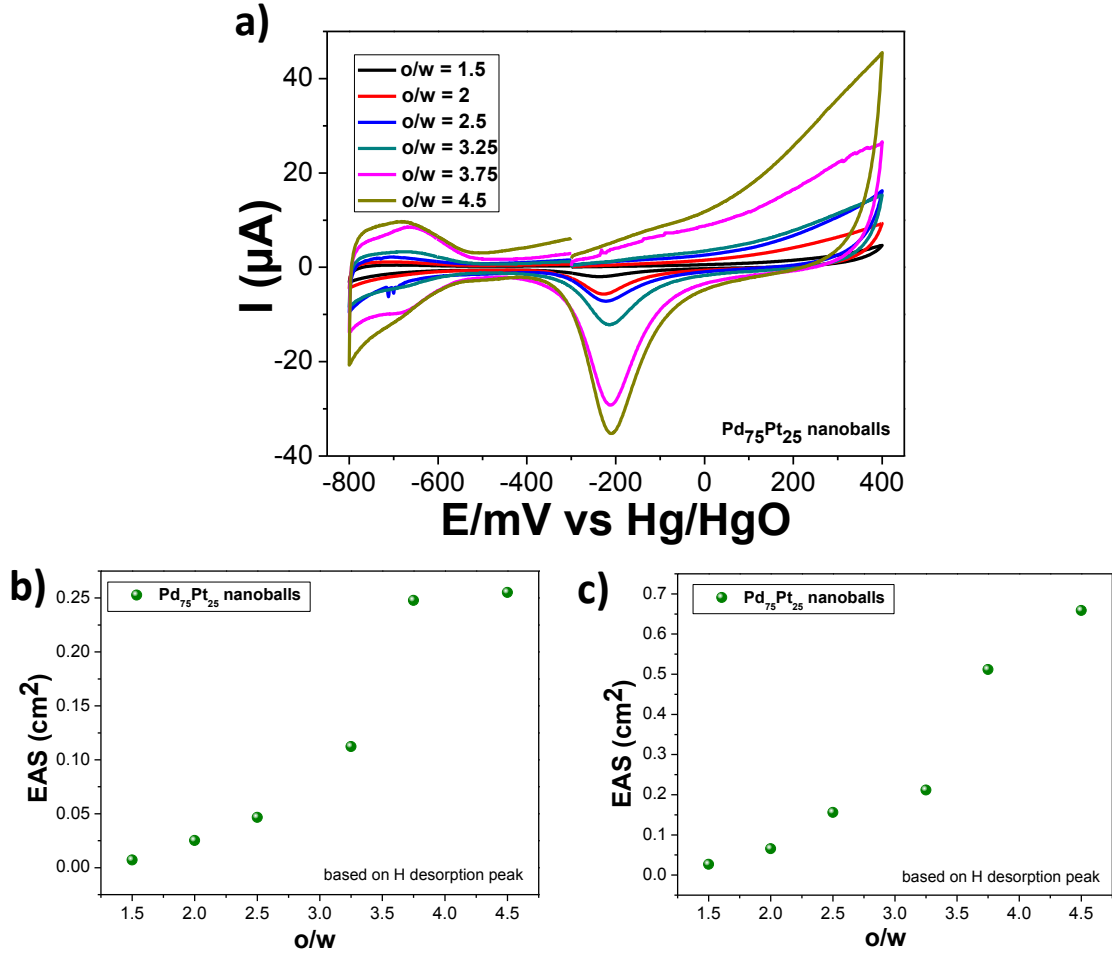 a)
o/w = 1.5
o/w = 2
o/w = 2.5
o/w = 3.25
o/w = 3.75
o/w = 4.5
40
20
0
-20
-40
I (μA)
Pd75Pt25 nanoballs
-800 -600 -400 -200 0 200 400
E/mV vs Hg/HgO
b)
Pd75Pt25 nanoballs
0.25
0.20
0.15
0.10
0.05
0.00
EAS (cm2)
based on H desorption peak
1.5 2.0 2.5 3.0 3.5 4.0 4.5
o/w
c)
Pd75Pt25 nanoballs
0.7
0.6
0.5
0.4
0.3
0.2
0.1
0.0
EAS (cm2)
based on H desorption peak
1.5 2.0 2.5 3.0 3.5 4.0 4.5
o/w